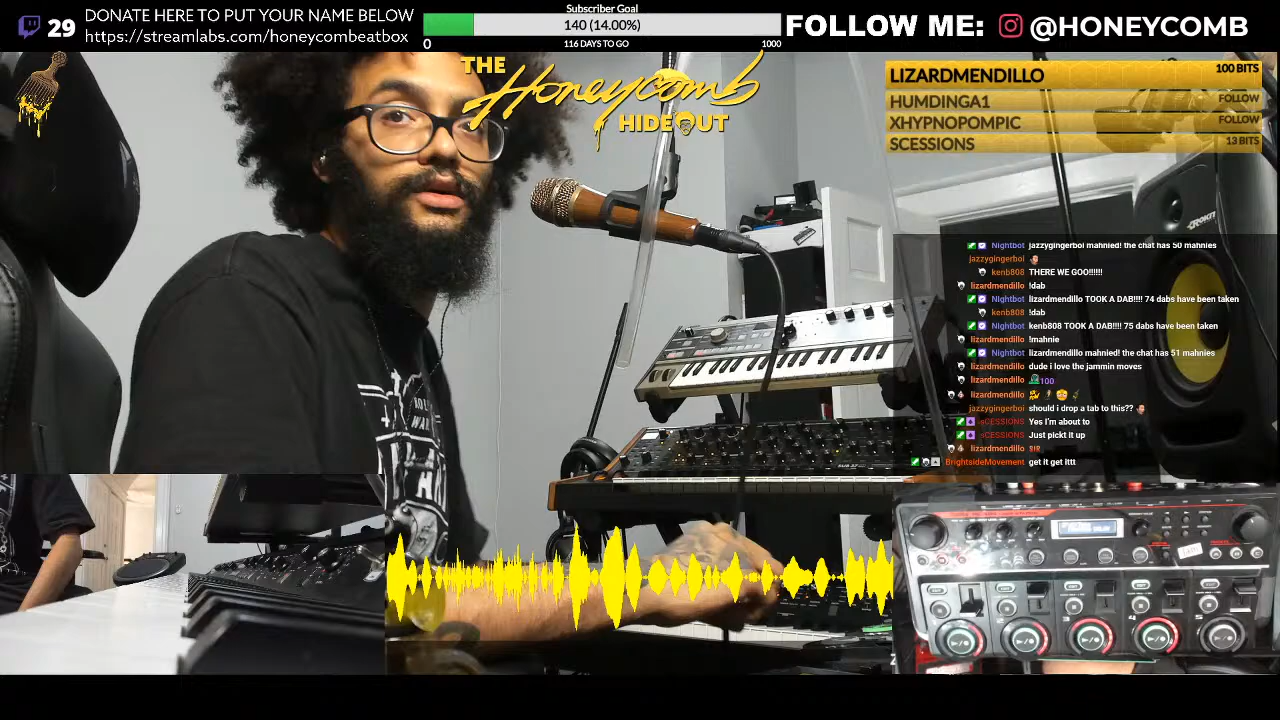 29
DONATE HERE TO PUT YOUR NAME BELOW
https://streamlabs.com/honeycombeatbox
Subscriber Goal
140 (14.00%)
0
116 DAYS TO GO
1000
FOLLOW ME: @HONEYCOMB
THE
Honeycomb
HIDEOUT
LIZARDMENDILLO 100 BITS
HUMDINGA1 FOLLOW
XHYPNOPOMPIC FOLLOW
SCESSIONS 13 BITS
ROKIT
Nightbot jazzygingerboi mahnied! the chat has 50 mahnies
jazzygingerboi
kenb808 THERE WE GOO!!!!!!
lizardmendillo !dab
Nightbot lizardmendillo TOOK A DAB!!!! 74 dabs have been taken
kenb808 !dab
Nightbot kenb808 TOOK A DAB!!!! 75 dabs have been taken
lizardmendillo !mahnie
Nightbot lizardmendillo mahnied! the chat has 51 mahnies
lizardmendillo dude i love the jammin moves
lizardmendillo 100
lizardmendillo
jazzygingerboi should i drop a tab to this??
sCESSIONS Yes I'm about to
sCESSIONS Just pickt it up
lizardmendillo
BrightsideMovement get it get ittt